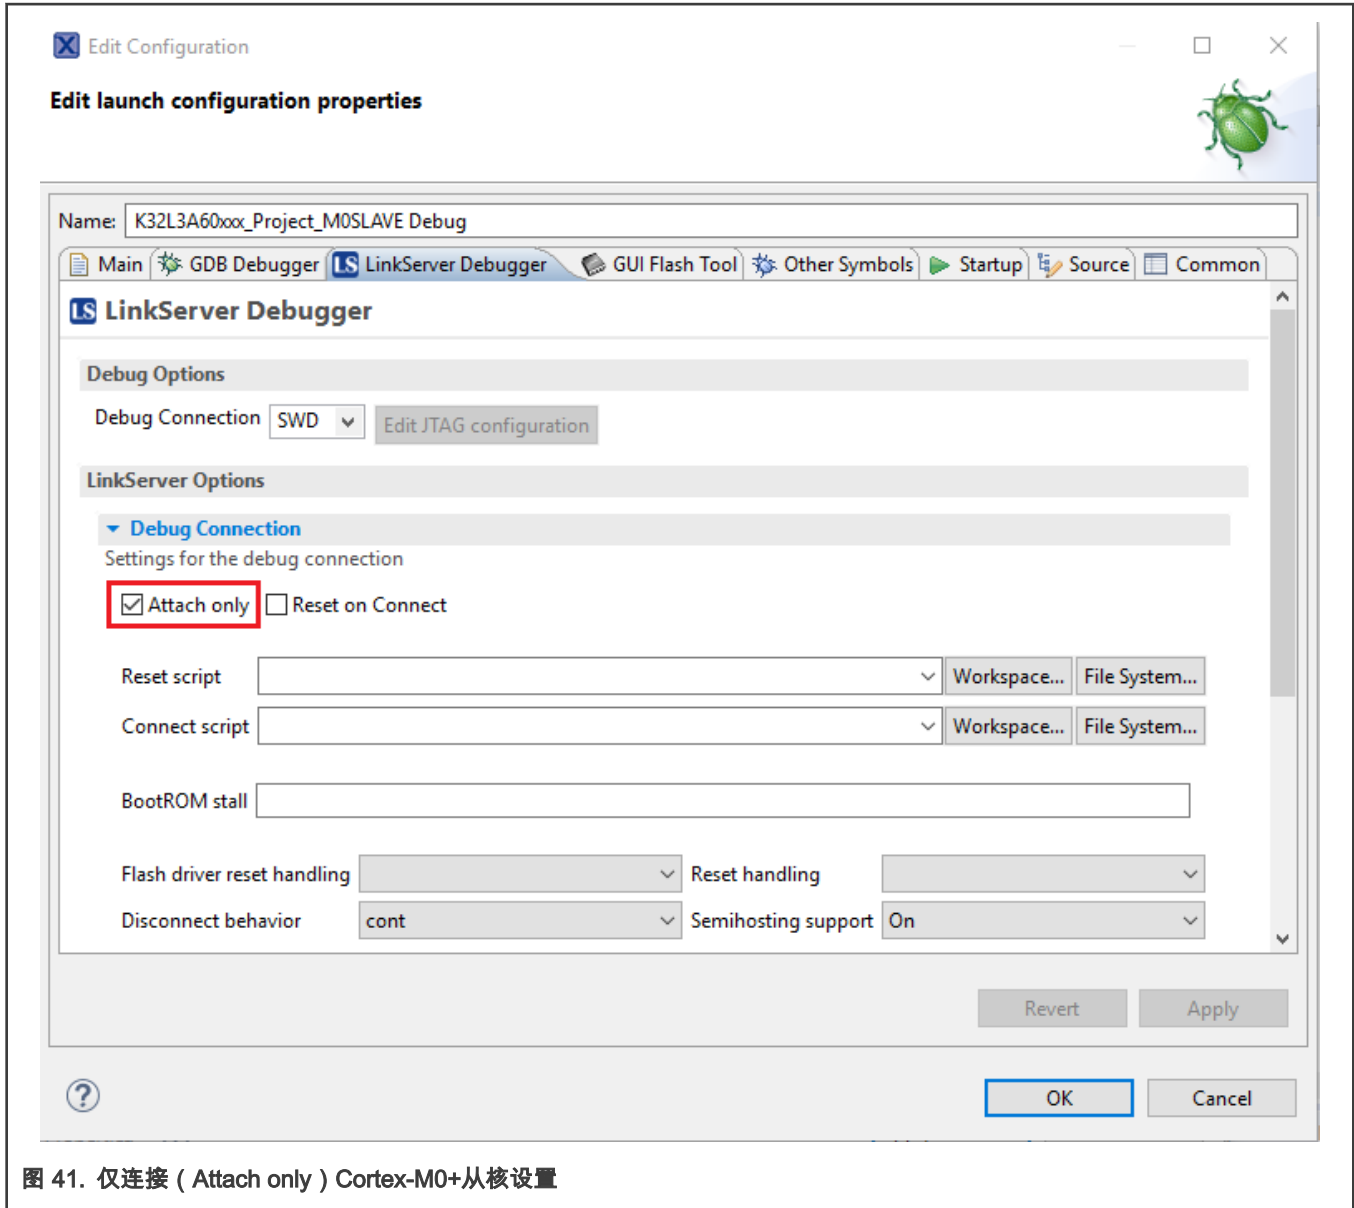 Edit Configuration
Edit launch configuration properties
Name: K32L3A60xxx_Project_M0SLAVE Debug
Main GDB Debugger LS LinkServer Debugger GUI Flash Tool Other Symbols Startup Source Common
LS LinkServer Debugger
Debug Options
Debug Connection SWD Edit JTAG configuration
LinkServer Options
Debug Connection
Settings for the debug connection
Attach only Reset on Connect
Reset script Workspace... File System...
Connect script Workspace... File System...
BootROM stall
Flash driver reset handling Reset handling
Disconnect behavior cont Semihosting support On
Revert Apply
OK Cancel
图 41. 仅连接（Attach only）Cortex-M0+从核设置